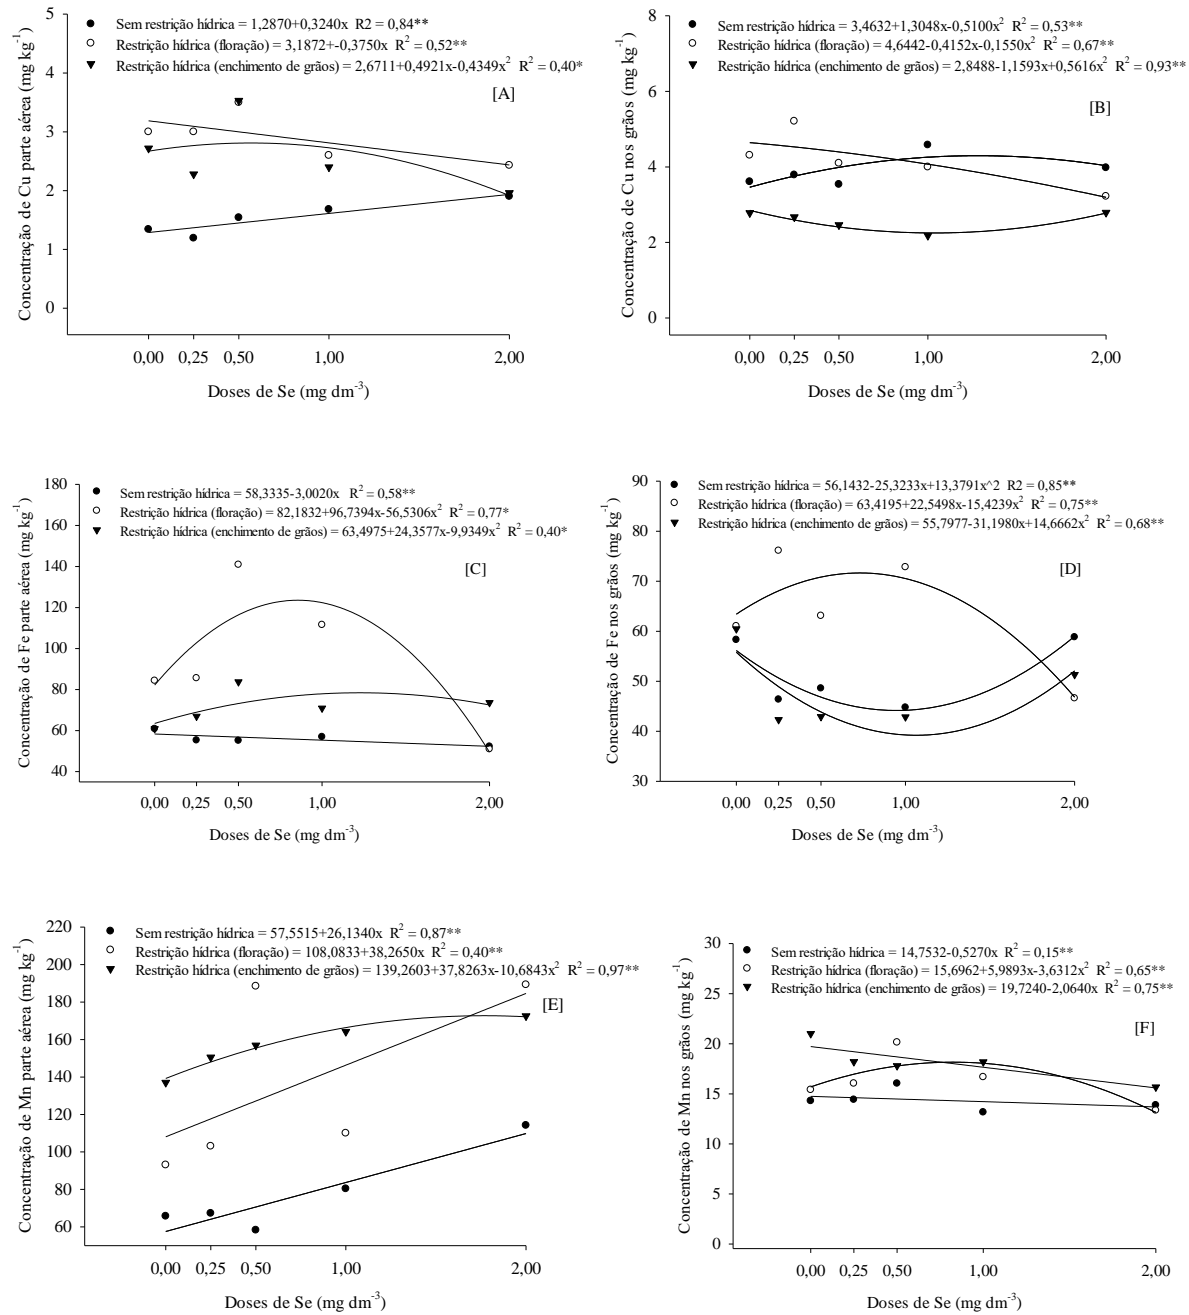 Sem restrição hídrica = 1,2870+0,3240x R2 = 0,84**
Restrição hídrica (floração) = 3,1872+-0,3750x R² = 0,52**
Restrição hídrica (enchimento de grãos) = 2,6711+0,4921x-0,4349x² R² = 0,40*
[A]
Concentração de Cu parte aérea (mg kg⁻¹)
5
4
3
2
1
0
0,00 0,25 0,50 1,00 2,00
Doses de Se (mg dm⁻³)
Sem restrição hídrica = 3,4632+1,3048x-0,5100x² R² = 0,53**
Restrição hídrica (floração) = 4,6442-0,4152x-0,1550x² R² = 0,67**
Restrição hídrica (enchimento de grãos) = 2,8488-1,1593x+0,5616x² R² = 0,93**
[B]
Concentração de Cu nos grãos (mg kg⁻¹)
8
6
4
2
0
0,00 0,25 0,50 1,00 2,00
Doses de Se (mg dm⁻³)
Sem restrição hídrica = 58,3335-3,0020x R² = 0,58**
Restrição hídrica (floração) = 82,1832+96,7394x-56,5306x² R² = 0,77*
Restrição hídrica (enchimento de grãos) = 63,4975+24,3577x-9,9349x² R² = 0,40*
[C]
Concentração de Fe parte aérea (mg kg⁻¹)
180
160
140
120
100
80
60
40
0,00 0,25 0,50 1,00 2,00
Doses de Se (mg dm⁻³)
Sem restrição hídrica = 56,1432-25,3233x+13,3791x^2 R2 = 0,85**
Restrição hídrica (floração) = 63,4195+22,5498x-15,4239x² R² = 0,75**
Restrição hídrica (enchimento de grãos) = 55,7977-31,1980x+14,6662x² R² = 0,68**
[D]
Concentração de Fe nos grãos (mg kg⁻¹)
90
80
70
60
50
40
30
0,00 0,25 0,50 1,00 2,00
Doses de Se (mg dm⁻³)
Sem restrição hídrica = 57,5515+26,1340x R² = 0,87**
Restrição hídrica (floração) = 108,0833+38,2650x R² = 0,40**
Restrição hídrica (enchimento de grãos) = 139,2603+37,8263x-10,6843x² R² = 0,97**
[E]
Concentração de Mn parte aérea (mg kg⁻¹)
220
200
180
160
140
120
100
80
60
0,00 0,25 0,50 1,00 2,00
Doses de Se (mg dm⁻³)
Sem restrição hídrica = 14,7532-0,5270x R² = 0,15**
Restrição hídrica (floração) = 15,6962+5,9893x-3,6312x² R² = 0,65**
Restrição hídrica (enchimento de grãos) = 19,7240-2,0640x R² = 0,75**
[F]
Concentração de Mn nos grãos (mg kg⁻¹)
30
25
20
15
10
5
0
0,00 0,25 0,50 1,00 2,00
Doses de Se (mg dm⁻³)